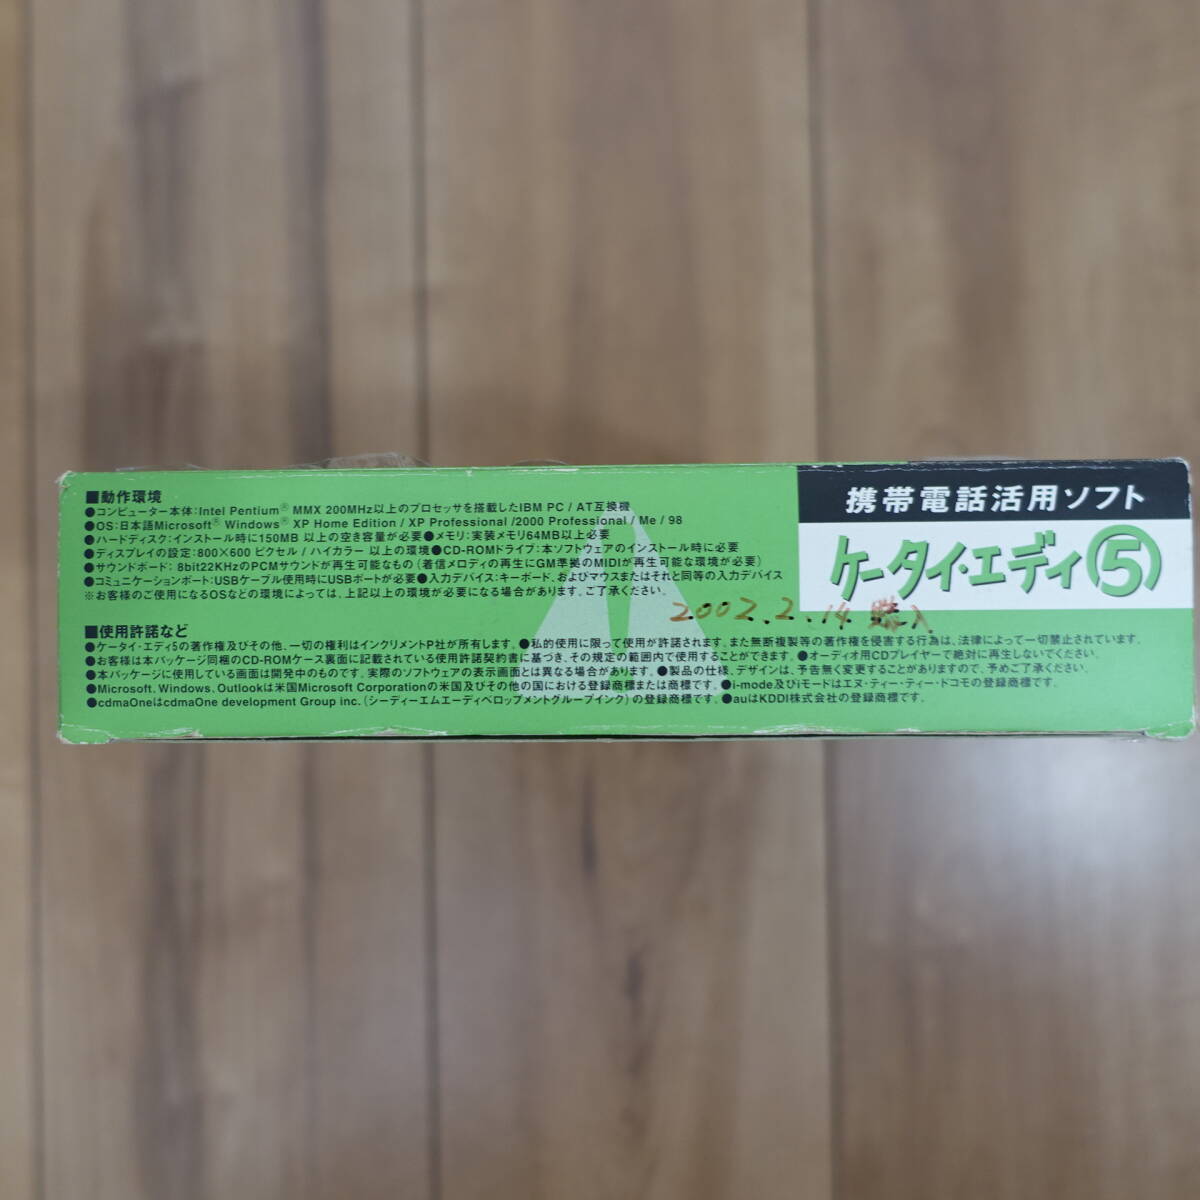 ■動作環境
●コンピューター本体:Intel Pentium® MMX 200MHz以上のプロセッサを搭載したIBM PC / AT互換機
●OS:日本語Microsoft® Windows® XP Home Edition / XP Professional /2000 Professional / Me / 98
●ハードディスク:インストール時に150MB 以上の空き容量が必要●メモリ:実装メモリ64MB以上必要
●ディスプレイの設定:800×600 ピクセル / ハイカラー 以上の環境●CD-ROMドライブ:本ソフトウェアのインストール時に必要
●サウンドボード:8bit22KHzのPCMサウンドが再生可能なもの(着信メロディの再生にGM準拠のMIDIが再生可能な環境が必要)
●コミュニケーションポート:USBケーブル使用時にUSBポートが必要●入力デバイス:キーボード、およびマウスまたはそれと同等の入力デバイス
※お客様のご使用になるOSなどの環境によっては、上記以上の環境が必要になる場合があります。ご了承ください。
携帯電話活用ソフト
ケータイ・エディ5
2002.2.14 購入
■使用許諾など
●ケータイ・エディ5の著作権及びその他、一切の権利はインクリメントP社が所有します。●私的使用に限って使用が許諾されます。また無断複製等の著作権を侵害する行為は、法律によって一切禁止されています。
●お客様は本パッケージ同梱のCD-ROMケース裏面に記載されている使用許諾契約書に基づき、その規定の範囲内で使用することができます。●オーディオ用CDプレイヤーで絶対に再生しないでください。
●本パッケージに使用している画面は開発中のものです。実際のソフトウェアの表示画面とは異なる場合があります。●製品の仕様、デザインは、予告無く変更することがありますので、予めご了承ください。
●Microsoft、Windows、Outlookは米国Microsoft Corporationの米国及びその他の国における登録商標または商標です。●i-mode及びiモードはエヌ・ティー・ティー・ドコモの登録商標です。
●cdmaOneはcdmaOne development Group inc.(シーディーエムエーディベロップメントグループインク)の登録商標です。●auはKDDI株式会社の登録商標です。